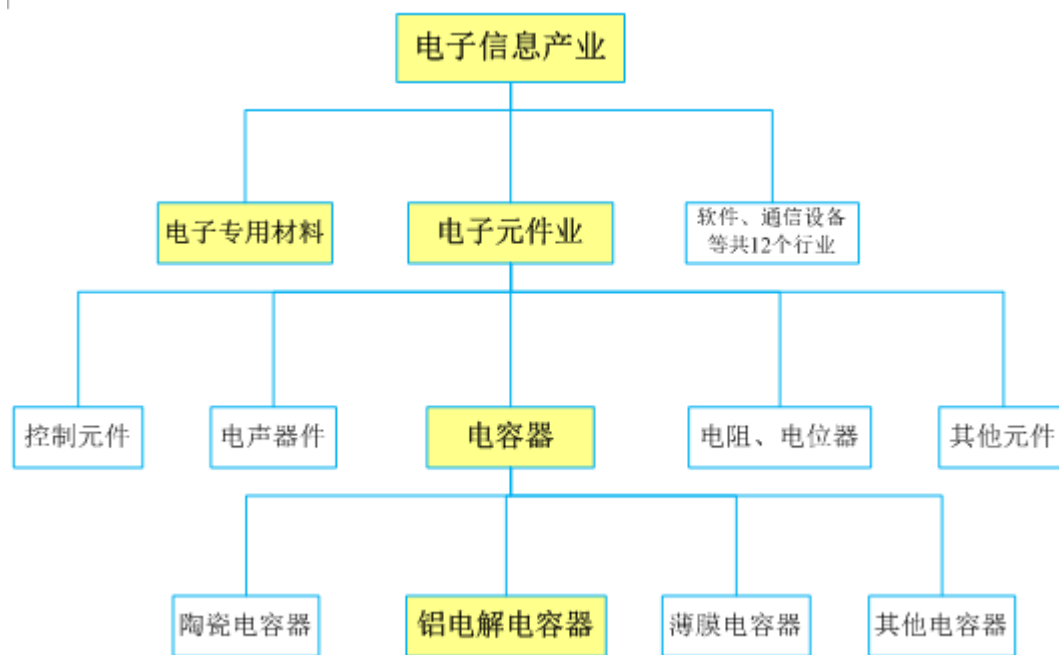 电子信息产业
电子专用材料
电子元件业
软件、通信设备
等共12个行业
控制元件
电声器件
电容器
电阻、电位器
其他元件
陶瓷电容器
铝电解电容器
薄膜电容器
其他电容器